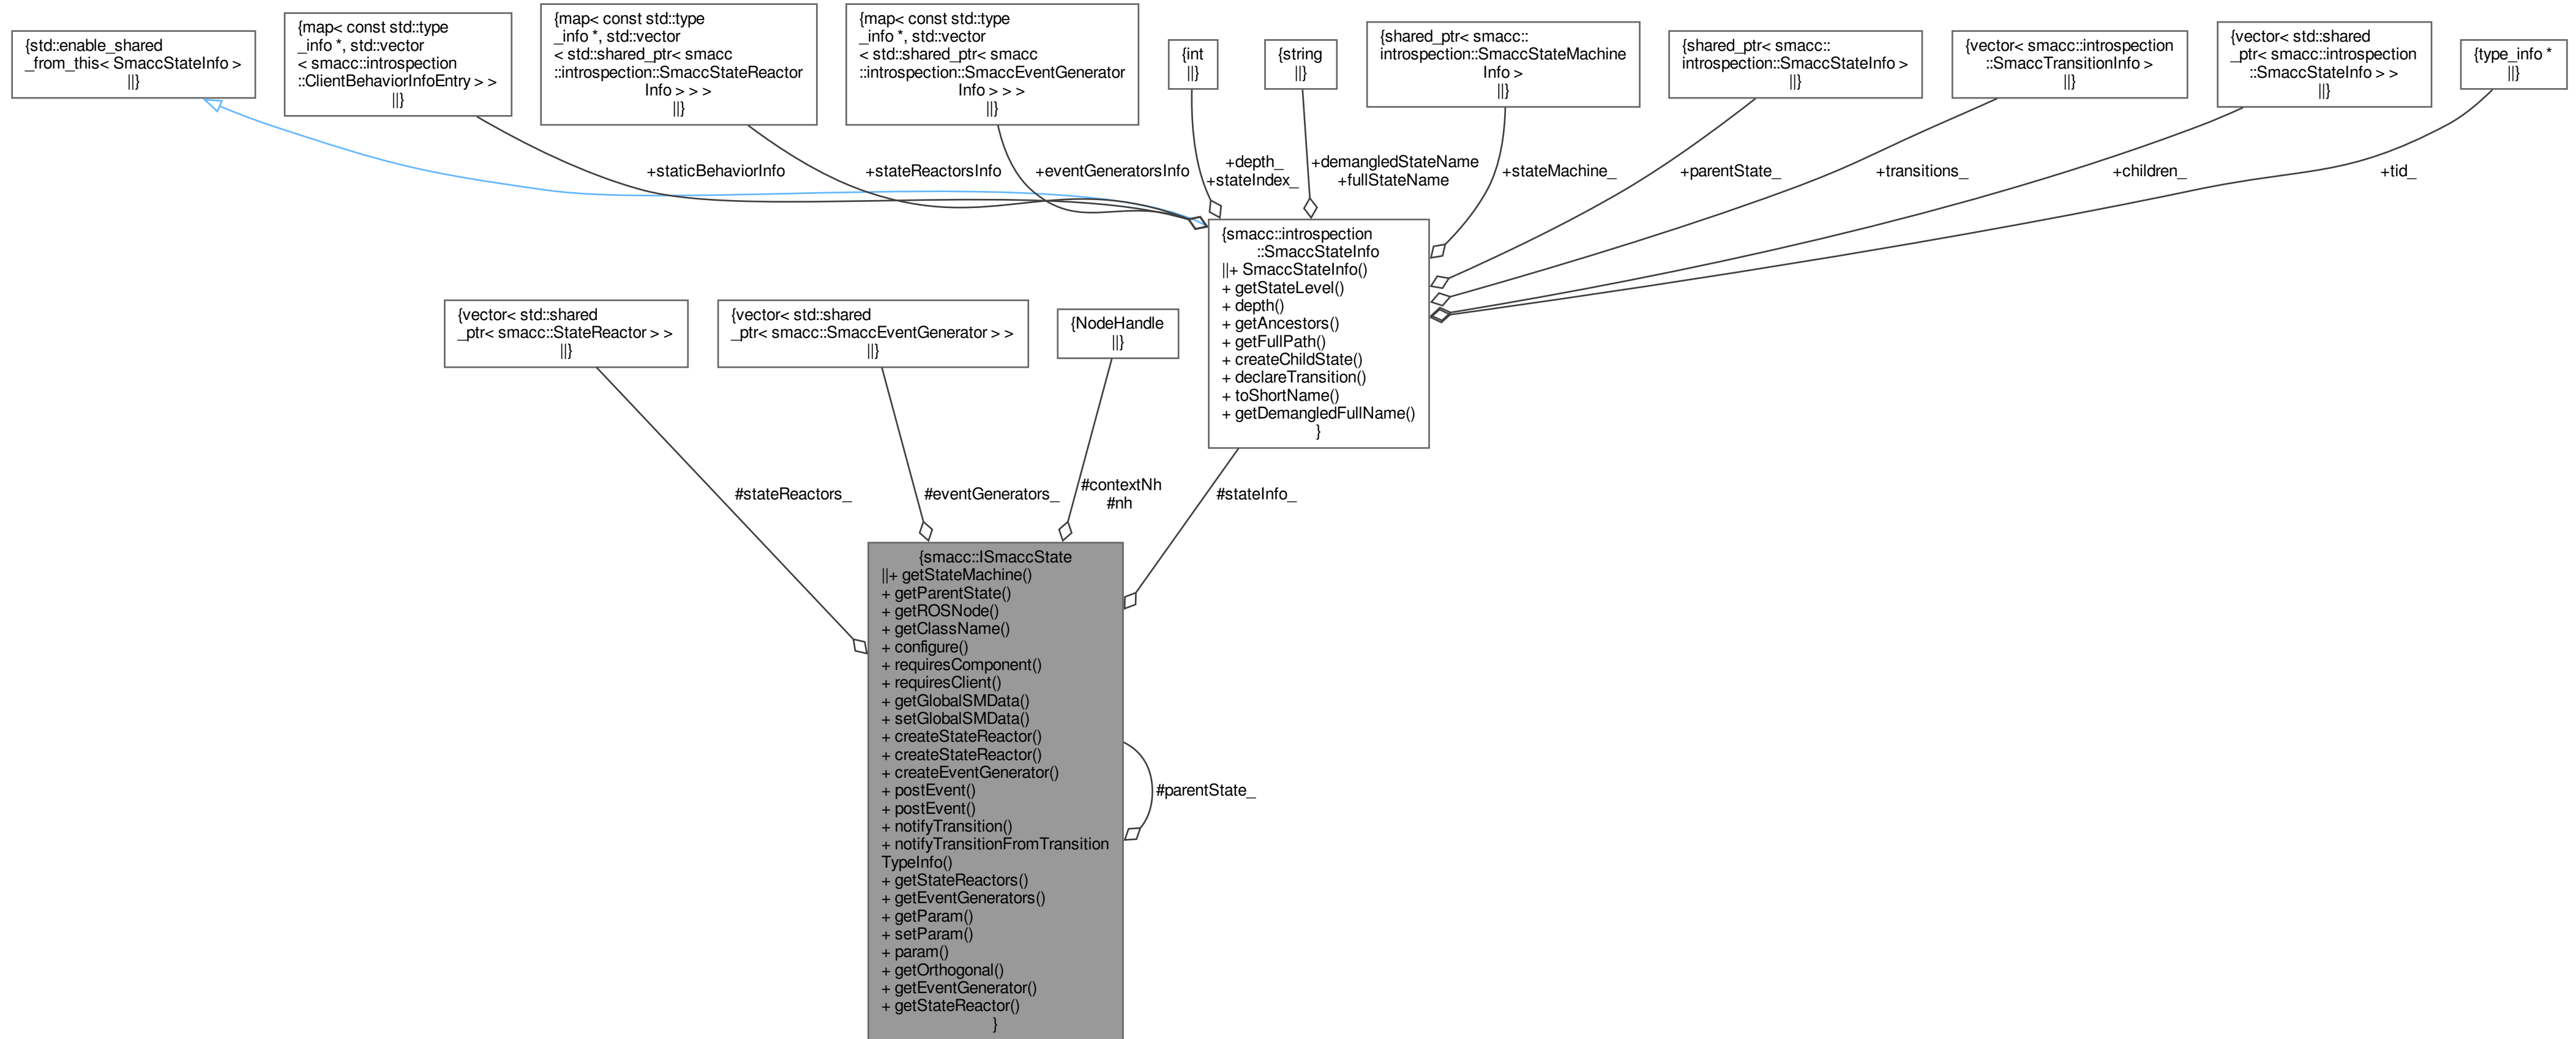 {std::enable_shared
_from_this< SmaccStateInfo >
||}
{map< const std::type
_info *, std::vector
< smacc::introspection
::ClientBehaviorInfoEntry > >
||}
{map< const std::type
_info *, std::vector
< std::shared_ptr< smacc
::introspection::SmaccStateReactor
Info > > >
||}
{map< const std::type
_info *, std::vector
< std::shared_ptr< smacc
::introspection::SmaccEventGenerator
Info > > >
||}
{int
||}
{string
||}
{shared_ptr< smacc::
introspection::SmaccStateMachine
Info >
||}
{shared_ptr< smacc::
introspection::SmaccStateInfo >
||}
{vector< smacc::introspection
::SmaccTransitionInfo >
||}
{vector< std::shared
_ptr< smacc::introspection
::SmaccStateInfo > >
||}
{type_info *
||}
+staticBehaviorInfo
+stateReactorsInfo
+eventGeneratorsInfo
+depth_
+stateIndex_
+demangledStateName
+fullStateName
+stateMachine_
+parentState_
+transitions_
+children_
+tid_
{smacc::introspection
::SmaccStateInfo
||+ SmaccStateInfo()
+ getStateLevel()
+ depth()
+ getAncestors()
+ getFullPath()
+ createChildState()
+ declareTransition()
+ toShortName()
+ getDemangledFullName()
}
{vector< std::shared
_ptr< smacc::StateReactor > >
||}
{vector< std::shared
_ptr< smacc::SmaccEventGenerator > >
||}
{NodeHandle
||}
#stateReactors_
#eventGenerators_
#contextNh
#nh
#stateInfo_
{smacc::ISmaccState
||+ getStateMachine()
+ getParentState()
+ getROSNode()
+ getClassName()
+ configure()
+ requiresComponent()
+ requiresClient()
+ getGlobalSMData()
+ setGlobalSMData()
+ createStateReactor()
+ createStateReactor()
+ createEventGenerator()
+ postEvent()
+ postEvent()
+ notifyTransition()
+ notifyTransitionFromTransition
TypeInfo()
+ getStateReactors()
+ getEventGenerators()
+ getParam()
+ setParam()
+ param()
+ getOrthogonal()
+ getEventGenerator()
+ getStateReactor()
}
#parentState_